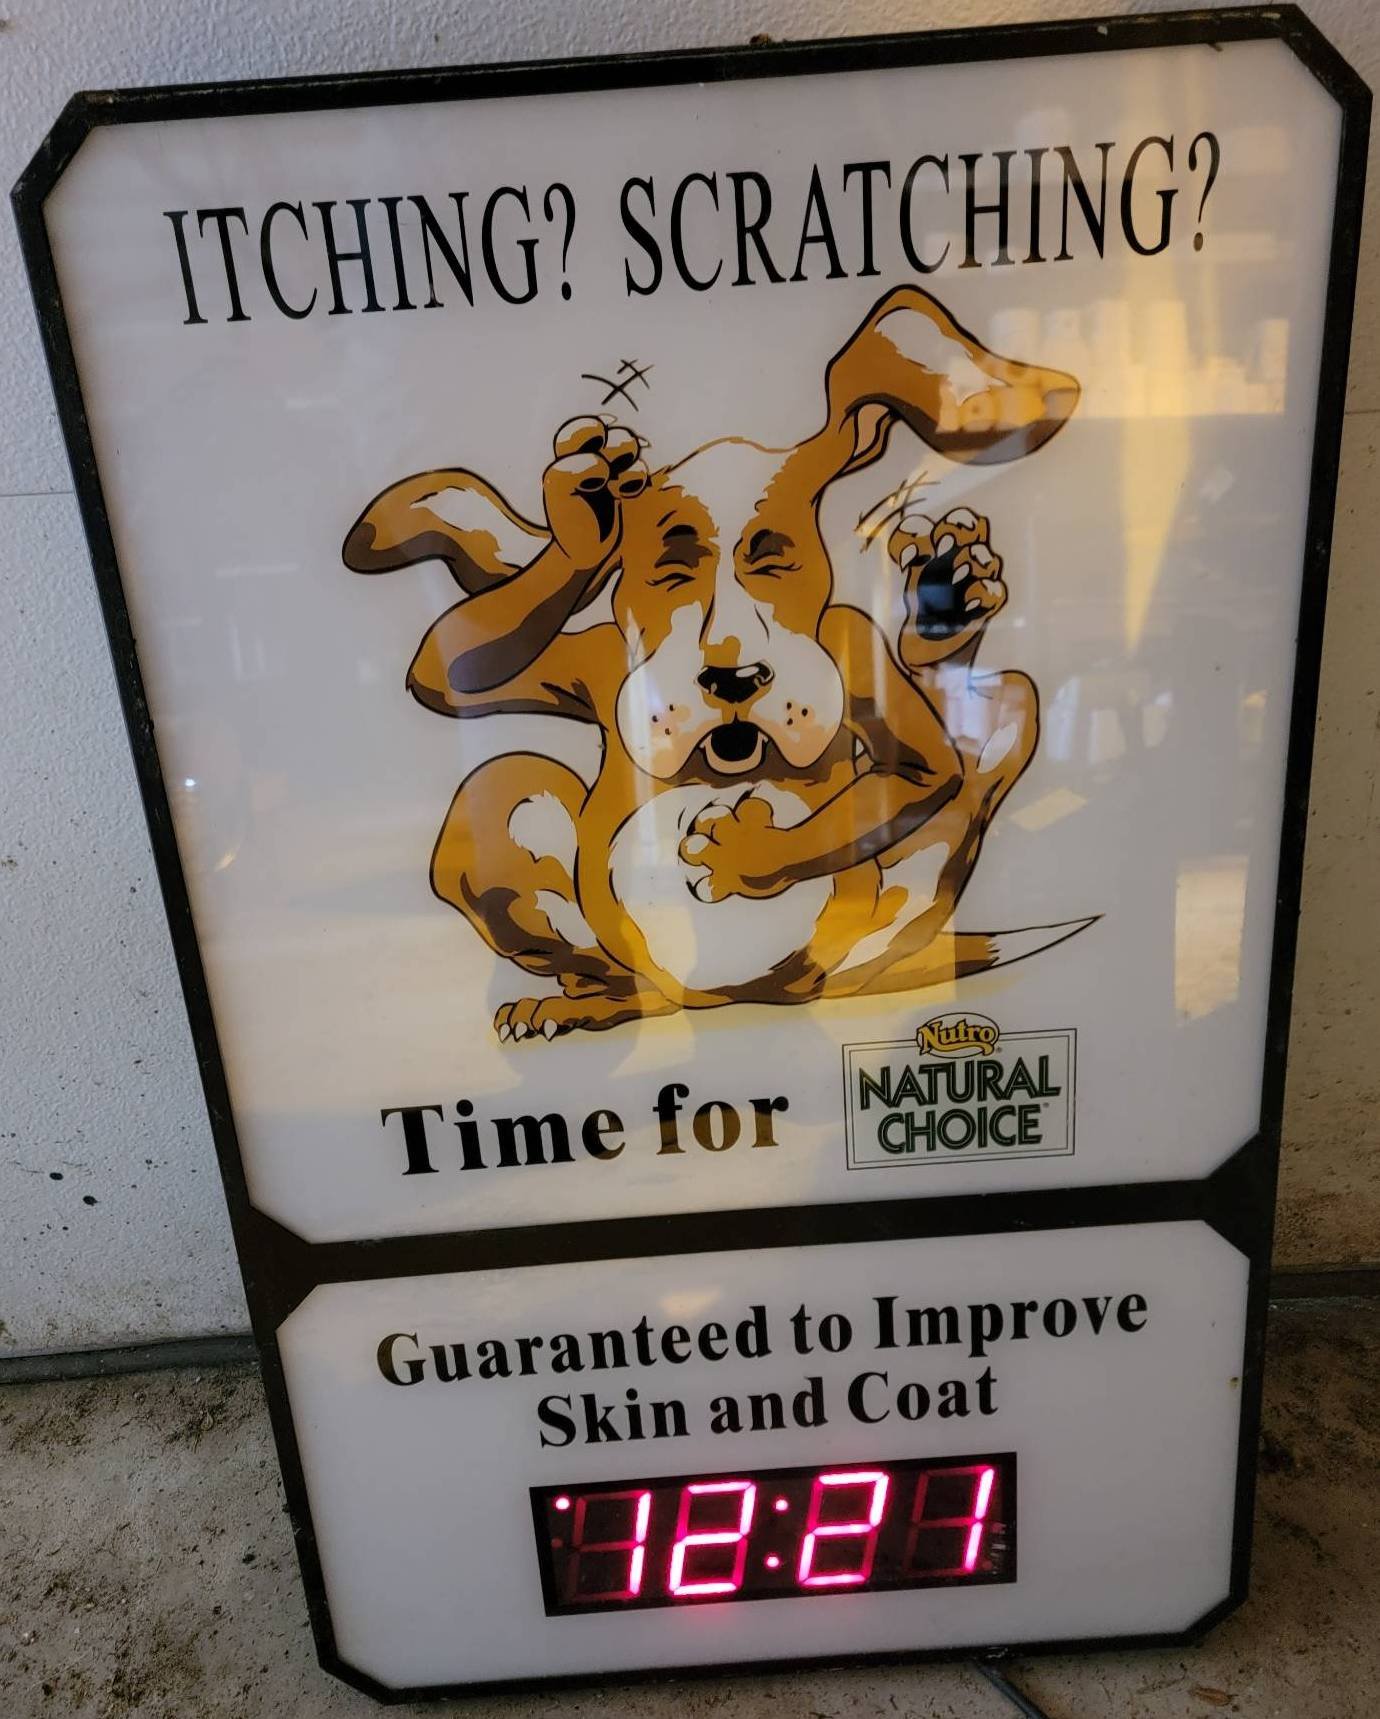 ITCHING? SCRATCHING?
Nutro
Time for NATURAL
CHOICE
Guaranteed to Improve
Skin and Coat
12:21